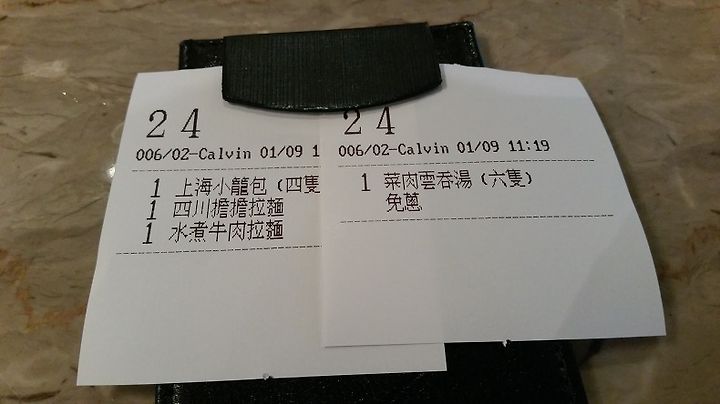 24
006/02-Calvin 01/09 1
1 上海小籠包(四隻
1 四川擔擔拉麵
1 水煮牛肉拉麵
24
006/02-Calvin 01/09 11:19
1 菜肉雲吞湯(六隻)
免蔥